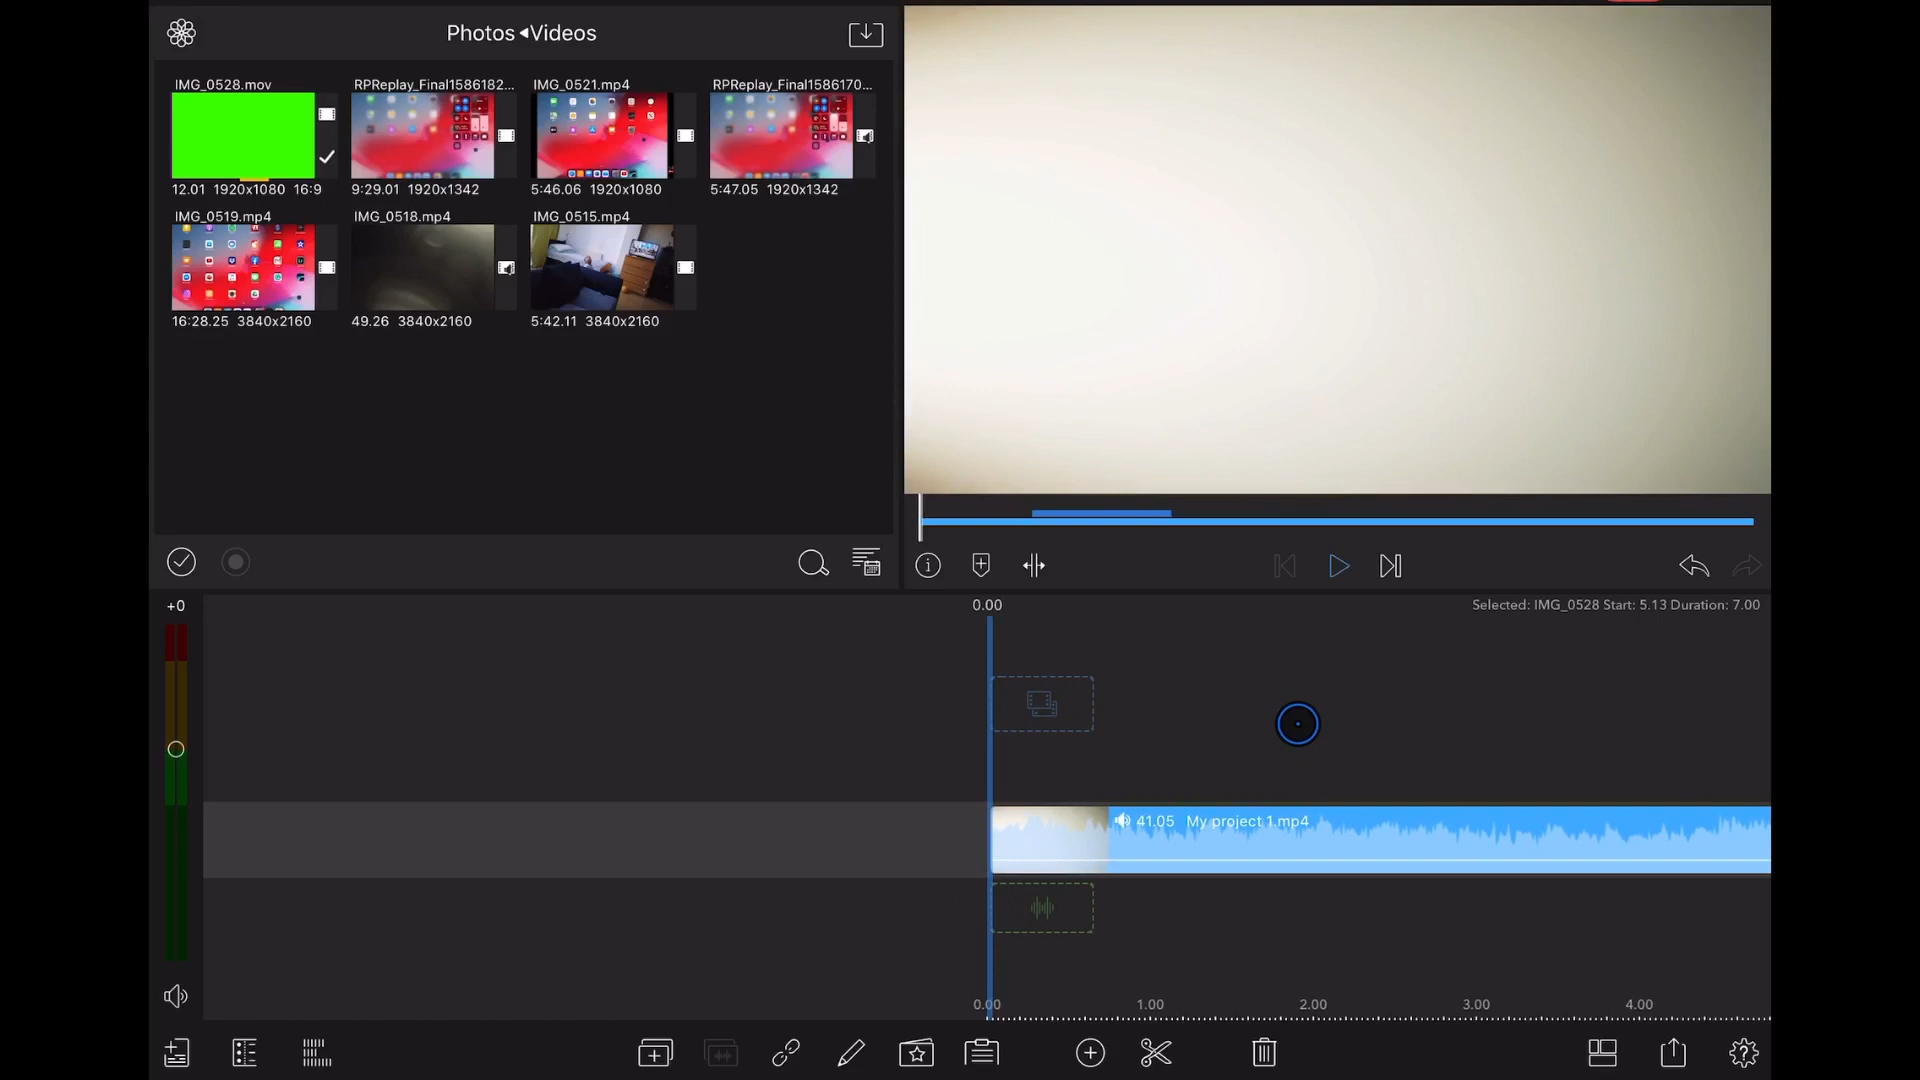 Photos ◂Videos
IMG_0528.mov
RPReplay_Final1586182...
IMG_0521.mp4
RPReplay_Final1586170...
12.01 1920x1080 16:9
9:29.01 1920x1342
5:46.06 1920x1080
5:47.05 1920x1342
IMG_0519.mp4
IMG_0518.mp4
IMG_0515.mp4
16:28.25 3840x2160
49.26 3840x2160
5:42.11 3840x2160
+0
0.00
Selected: IMG_0528 Start: 5.13 Duration: 7.00
41.05 My project 1.mp4
0.00 1.00 2.00 3.00 4.00